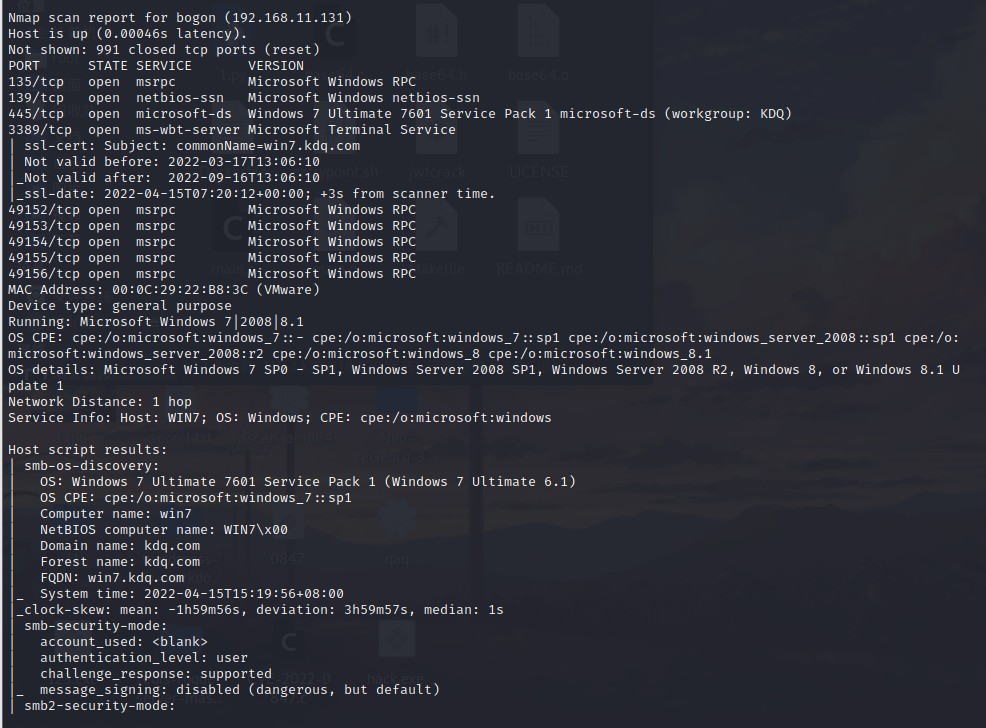 Nmap scan report for bogon (192.168.11.131)
Host is up (0.00046s latency).
Not shown: 991 closed tcp ports (reset)
PORT      STATE SERVICE       VERSION
135/tcp   open  msrpc         Microsoft Windows RPC
139/tcp   open  netbios-ssn   Microsoft Windows netbios-ssn
445/tcp   open  microsoft-ds  Windows 7 Ultimate 7601 Service Pack 1 microsoft-ds (workgroup: KDQ)
3389/tcp  open  ms-wbt-server Microsoft Terminal Service
| ssl-cert: Subject: commonName=win7.kdq.com
| Not valid before: 2022-03-17T13:06:10
|_Not valid after:  2022-09-16T13:06:10
|_ssl-date: 2022-04-15T07:20:12+00:00; +3s from scanner time.
49152/tcp open  msrpc         Microsoft Windows RPC
49153/tcp open  msrpc         Microsoft Windows RPC
49154/tcp open  msrpc         Microsoft Windows RPC
49155/tcp open  msrpc         Microsoft Windows RPC
49156/tcp open  msrpc         Microsoft Windows RPC
MAC Address: 00:0C:29:22:B8:3C (VMware)
Device type: general purpose
Running: Microsoft Windows 7|2008|8.1
OS CPE: cpe:/o:microsoft:windows_7::- cpe:/o:microsoft:windows_7::sp1 cpe:/o:microsoft:windows_server_2008::sp1 cpe:/o:
microsoft:windows_server_2008:r2 cpe:/o:microsoft:windows_8 cpe:/o:microsoft:windows_8.1
OS details: Microsoft Windows 7 SP0 - SP1, Windows Server 2008 SP1, Windows Server 2008 R2, Windows 8, or Windows 8.1 U
pdate 1
Network Distance: 1 hop
Service Info: Host: WIN7; OS: Windows; CPE: cpe:/o:microsoft:windows

Host script results:
| smb-os-discovery:
|   OS: Windows 7 Ultimate 7601 Service Pack 1 (Windows 7 Ultimate 6.1)
|   OS CPE: cpe:/o:microsoft:windows_7::sp1
|   Computer name: win7
|   NetBIOS computer name: WIN7\x00
|   Domain name: kdq.com
|   Forest name: kdq.com
|   FQDN: win7.kdq.com
|_  System time: 2022-04-15T15:19:56+08:00
|_clock-skew: mean: -1h59m56s, deviation: 3h59m57s, median: 1s
| smb-security-mode:
|   account_used: <blank>
|   authentication_level: user
|   challenge_response: supported
|_  message_signing: disabled (dangerous, but default)
| smb2-security-mode:
base64.h
base64.o
jwtcrack
LICENSE
README.md
0847
qaq
hack.exe